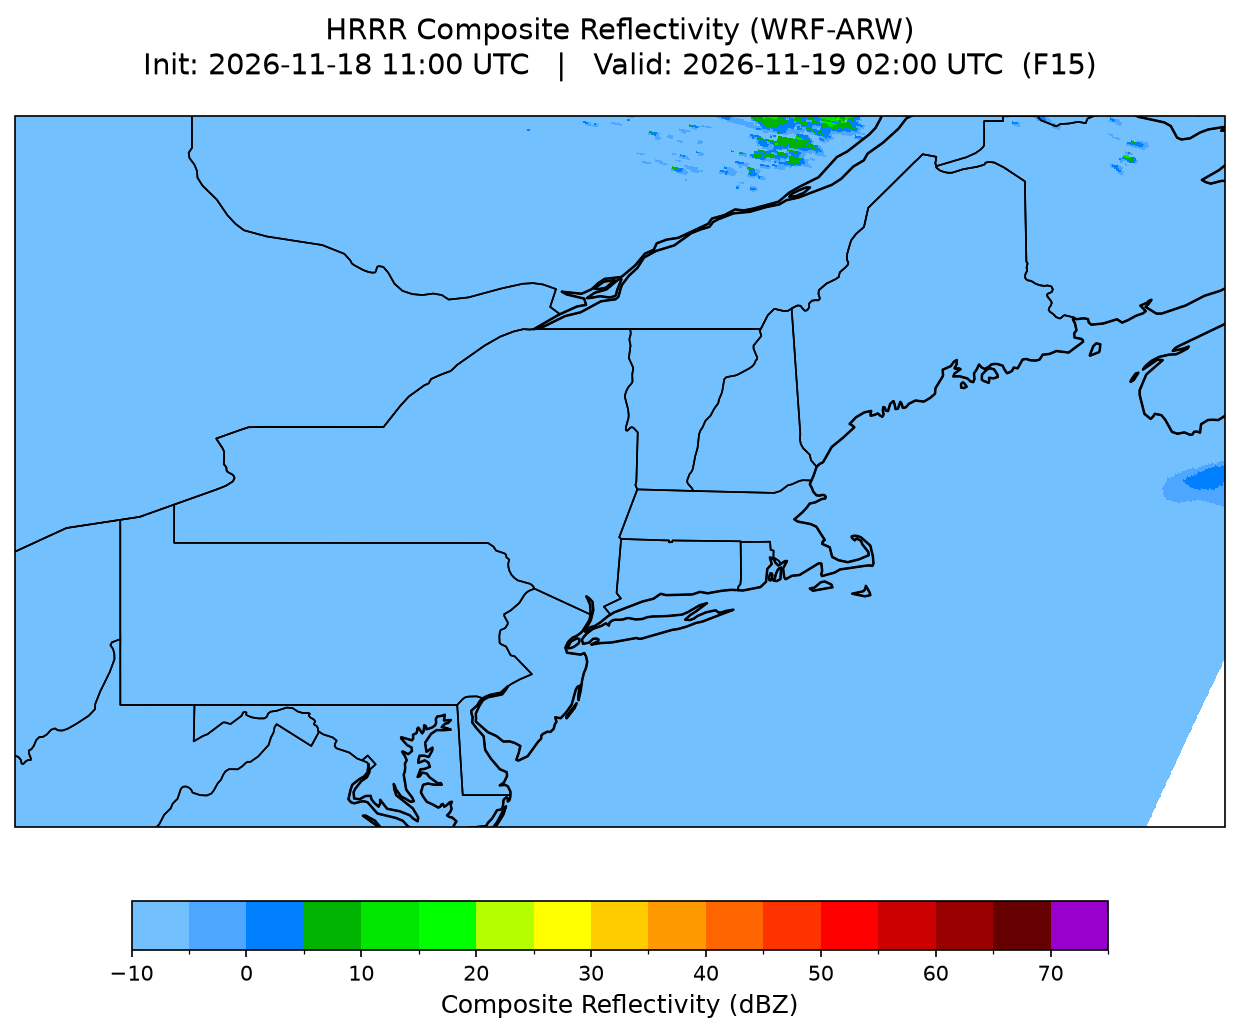 HRRR Composite Reflectivity (WRF-ARW)
Init: 2026-11-18 11:00 UTC   |   Valid: 2026-11-19 02:00 UTC  (F15)
−10 0 10 20 30 40 50 60 70
Composite Reflectivity (dBZ)